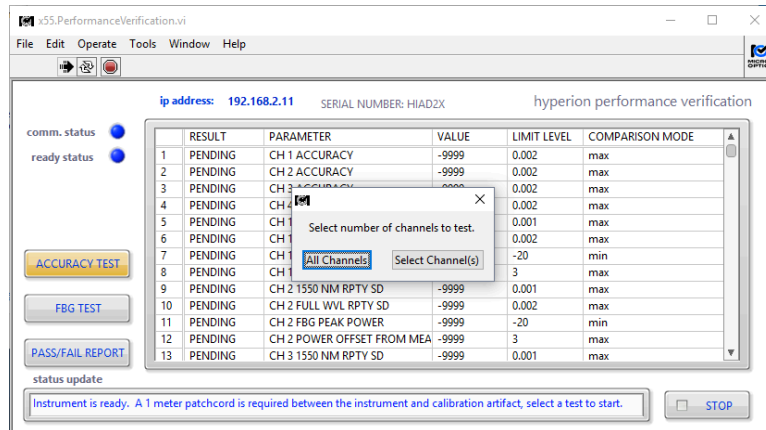 x55.PerformanceVerification.vi
File Edit Operate Tools Window Help
MICRO
OPTIC
ip address: 192.168.2.11 SERIAL NUMBER: HIAD2X hyperion performance verification
comm. status
ready status
RESULT PARAMETER VALUE LIMIT LEVEL COMPARISON MODE
1 PENDING CH 1 ACCURACY -9999 0.002 max
2 PENDING CH 2 ACCURACY -9999 0.002 max
3 PENDING CH 3 ACCURACY -9999 0.002 max
4 PENDING CH 4 0.002 max
5 PENDING CH 1 0.001 max
6 PENDING CH 1 0.002 max
7 PENDING CH 1 -20 min
8 PENDING CH 1 3 max
9 PENDING CH 2 1550 NM RPTY SD -9999 0.001 max
10 PENDING CH 2 FULL WVL RPTY SD -9999 0.002 max
11 PENDING CH 2 FBG PEAK POWER -9999 -20 min
12 PENDING CH 2 POWER OFFSET FROM MEA -9999 3 max
13 PENDING CH 3 1550 NM RPTY SD -9999 0.001 max
Select number of channels to test.
All Channels Select Channel(s)
ACCURACY TEST
FBG TEST
PASS/FAIL REPORT
status update
Instrument is ready. A 1 meter patchcord is required between the instrument and calibration artifact, select a test to start.
STOP